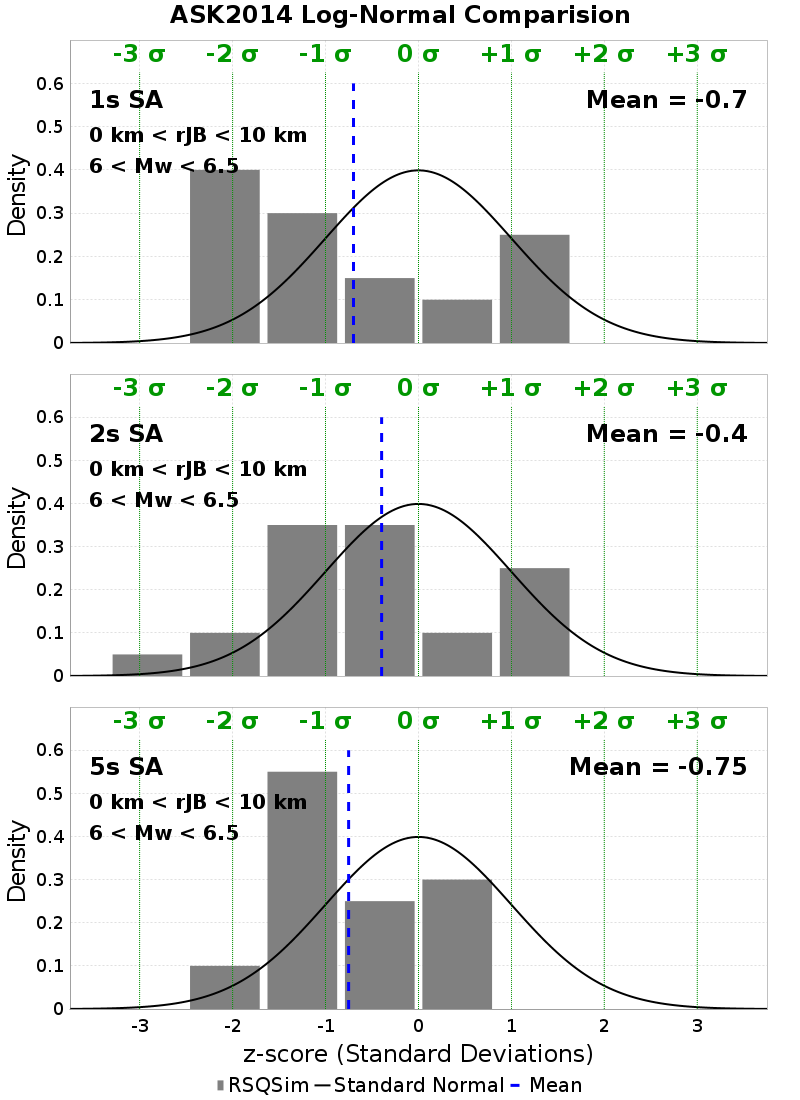 ASK2014 Log-Normal Comparision
-3 σ -2 σ -1 σ 0 σ +1 σ +2 σ +3 σ
1s SA Mean = -0.7
0 km < rJB < 10 km
6 < Mw < 6.5
0.6
0.5
0.4
0.3
0.2
0.1
0
Density
-3 σ -2 σ -1 σ 0 σ +1 σ +2 σ +3 σ
2s SA Mean = -0.4
0 km < rJB < 10 km
6 < Mw < 6.5
0.6
0.5
0.4
0.3
0.2
0.1
0
Density
-3 σ -2 σ -1 σ 0 σ +1 σ +2 σ +3 σ
5s SA Mean = -0.75
0 km < rJB < 10 km
6 < Mw < 6.5
0.6
0.5
0.4
0.3
0.2
0.1
0
Density
-3 -2 -1 0 1 2 3
z-score (Standard Deviations)
RSQSim Standard Normal Mean